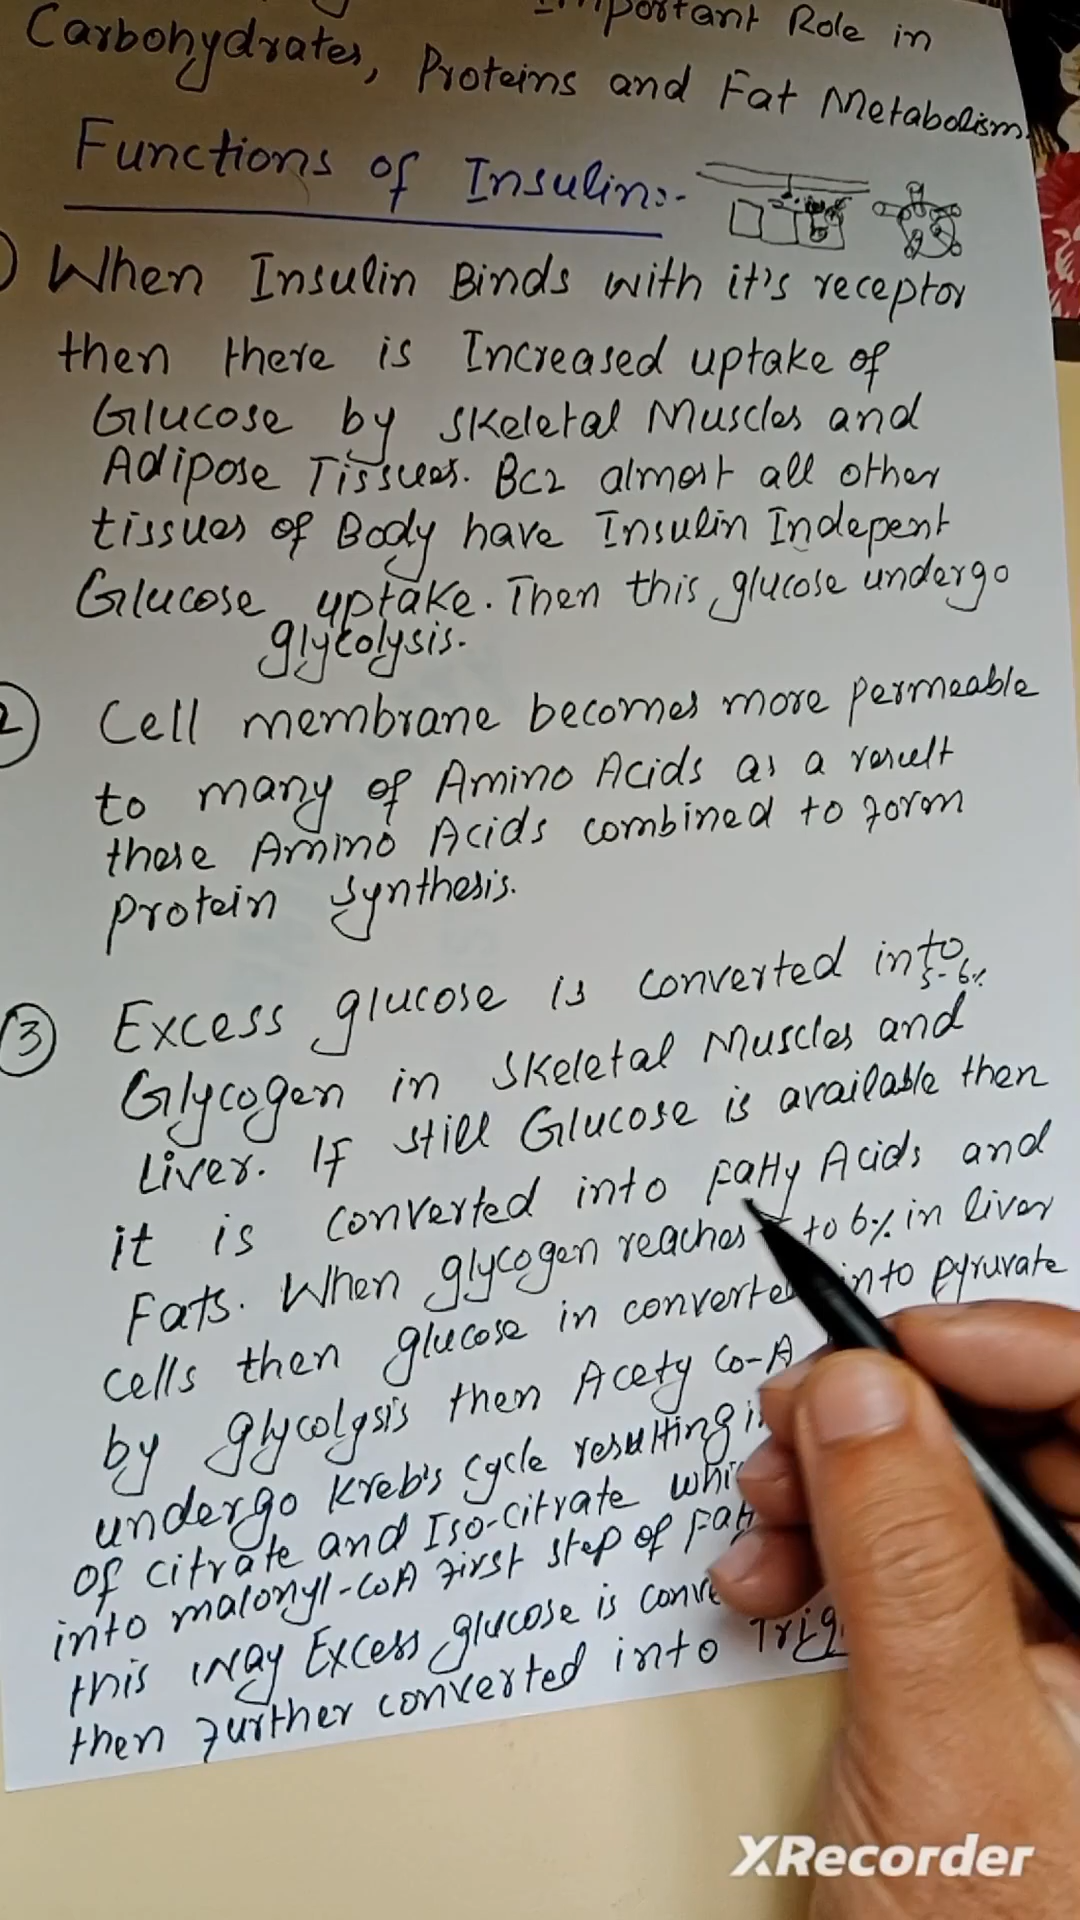 Important Role in
Carbohydrates, Proteins and Fat Metabolism
Functions of Insulin:-
When Insulin Binds with it's receptor
then there is Increased uptake of
Glucose by Skeletal Muscles and
Adipose Tissues. Bcz almost all other
tissues of Body have Insulin Indepent
Glucose uptake. Then this glucose undergo
glycolysis.
2 Cell membrane becomes more permeable
to many of Amino Acids as a result
these Amino Acids combined to form
protein synthesis.
3 Excess glucose is converted into
5-6%
Glycogen in Skeletal Muscles and
Liver. If still Glucose is available then
it is converted into Fatty Acids and
Fats. When glycogen reaches to 6% in liver
cells then glucose in converted into pyruvate
by glycolysis then Acety Co-A
undergo Kreb's Cycle resulting
of citrate and Iso-citrate
into malonyl-CoA first step of
this way Excess glucose is
then further converted into
XRecorder